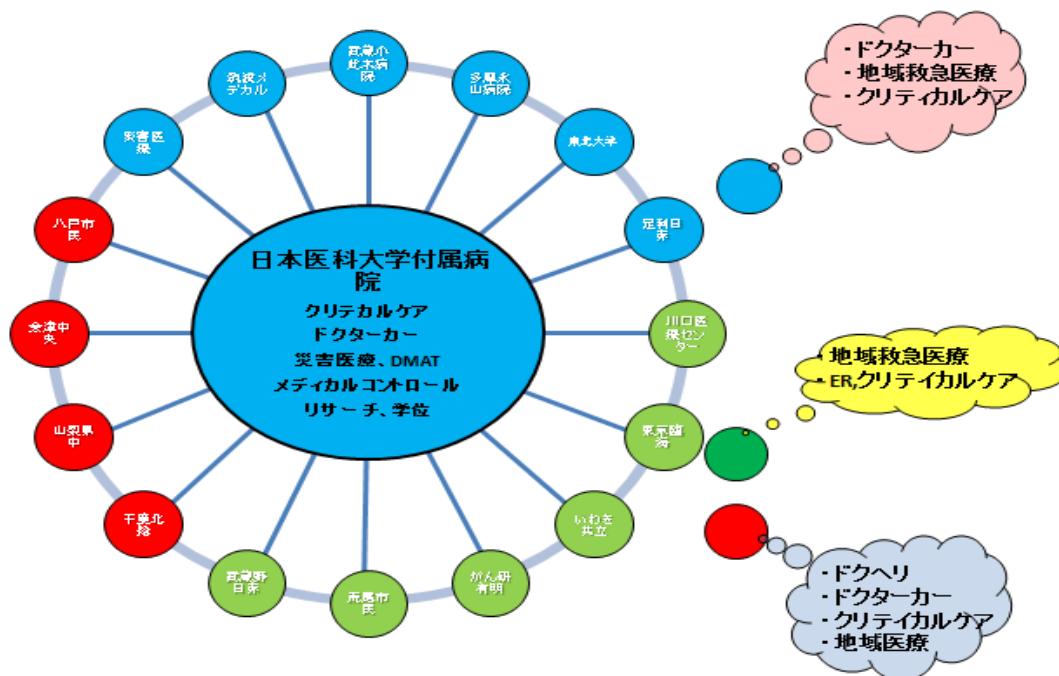 武蔵小
杉木病
院
多摩永
山病院
東北大学
足利日
赤
川口医
療センター
東京臨
海
いわき
共立
がん研
有明
荒尾市
民
武蔵野
日赤
千葉北
総
山梨県
中
会津中
央
八戸市
民
災害医
療
筑波メ
デカル
日本医科大学付属病
院
クリテカルケア
ドクターカー
災害医療、DMAT
メディカルコントロール
リサーチ、学位
・ドクターカー
・地域救急医療
・クリティカルケア
・地域救急医療
・ER,クリテイカルケア
・ドクヘリ
・ドクターカー
・クリテイカルケア
・地域医療